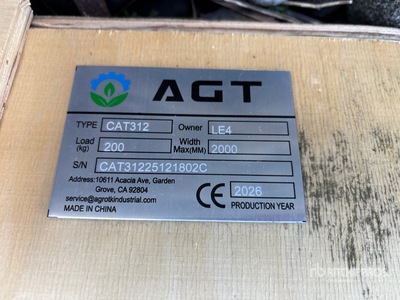 AGT
TYPE CAT312 Owner LE4
Load (kg) 200 Width Max(MM) 2000
S/N CAT31225121802C
Address:10611 Acacia Ave, Garden
Grove, CA 92804
service@agrotkindustrial.com
MADE IN CHINA
CE 2026
PRODUCTION YEAR